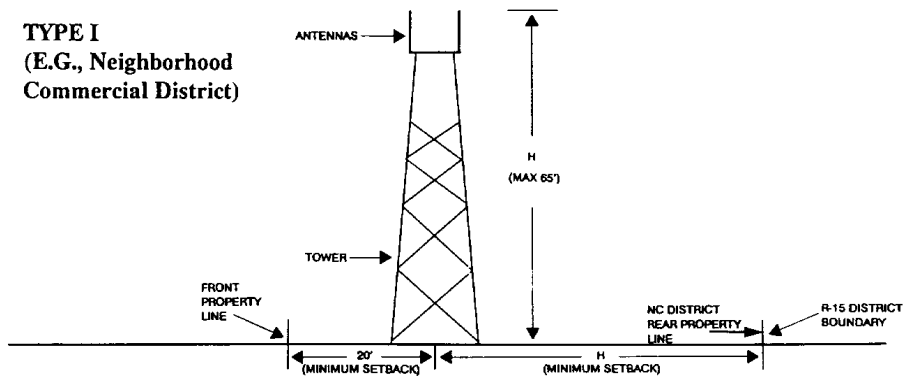 TYPE I
(E.G., Neighborhood
Commercial District)
ANTENNAS
H
(MAX 65')
TOWER
FRONT
PROPERTY
LINE
NC DISTRICT
REAR PROPERTY
LINE
R-15 DISTRICT
BOUNDARY
20'
(MINIMUM SETBACK)
H
(MINIMUM SETBACK)